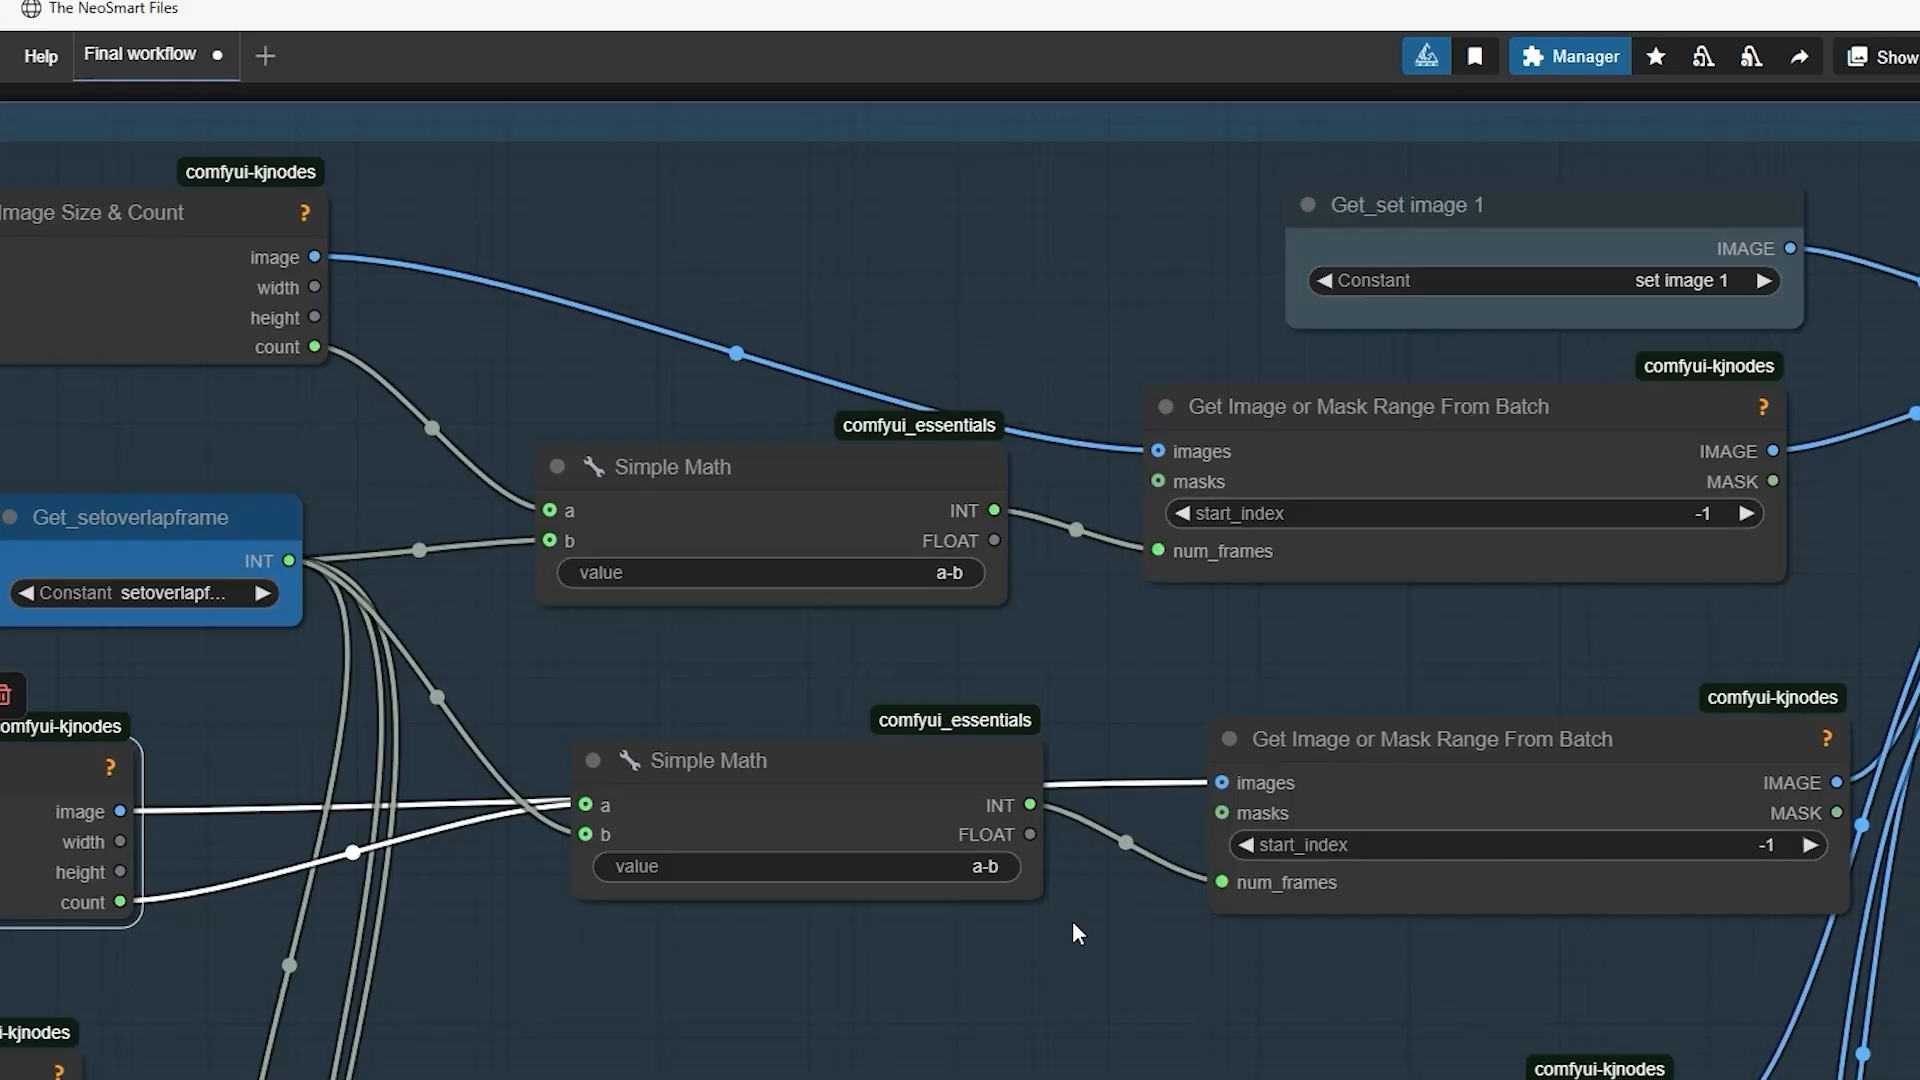 The NeoSmart Files
Help
Final workflow
Manager
Show
comfyui-kjnodes
Image Size & Count
?
image
width
height
count
Get_set image 1
IMAGE
Constant
set image 1
comfyui-kjnodes
Get Image or Mask Range From Batch
?
images
IMAGE
masks
MASK
start_index
-1
num_frames
comfyui_essentials
Simple Math
a
INT
b
FLOAT
value
a-b
Get_setoverlapframe
INT
Constant
setoverlapf...
omfyui-kjnodes
?
image
width
height
count
comfyui_essentials
Simple Math
a
INT
b
FLOAT
value
a-b
comfyui-kjnodes
Get Image or Mask Range From Batch
?
images
IMAGE
masks
MASK
start_index
-1
num_frames
i-kjnodes
?
comfyui-kjnodes